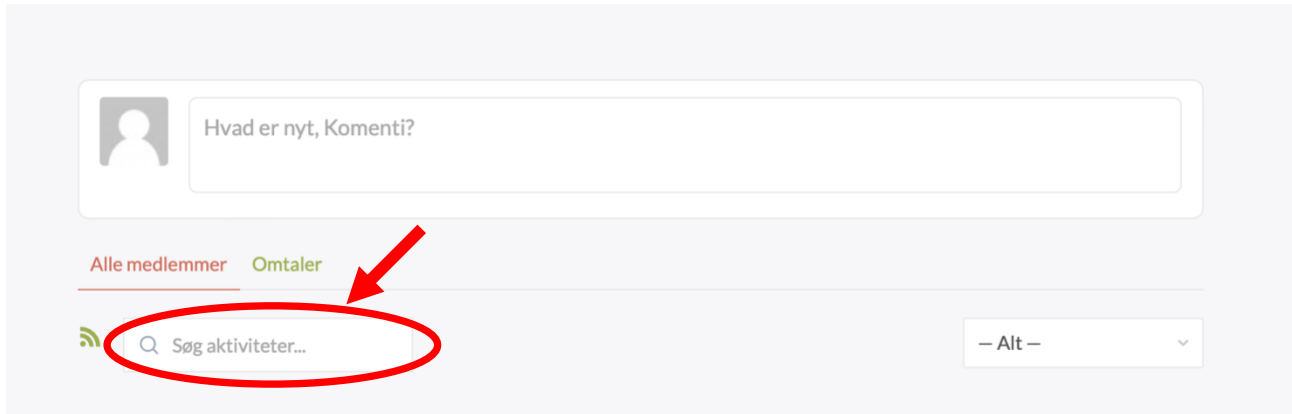 Hvad er nyt, Komenti?
Alle medlemmer Omtaler
Søg aktiviteter... — Alt —